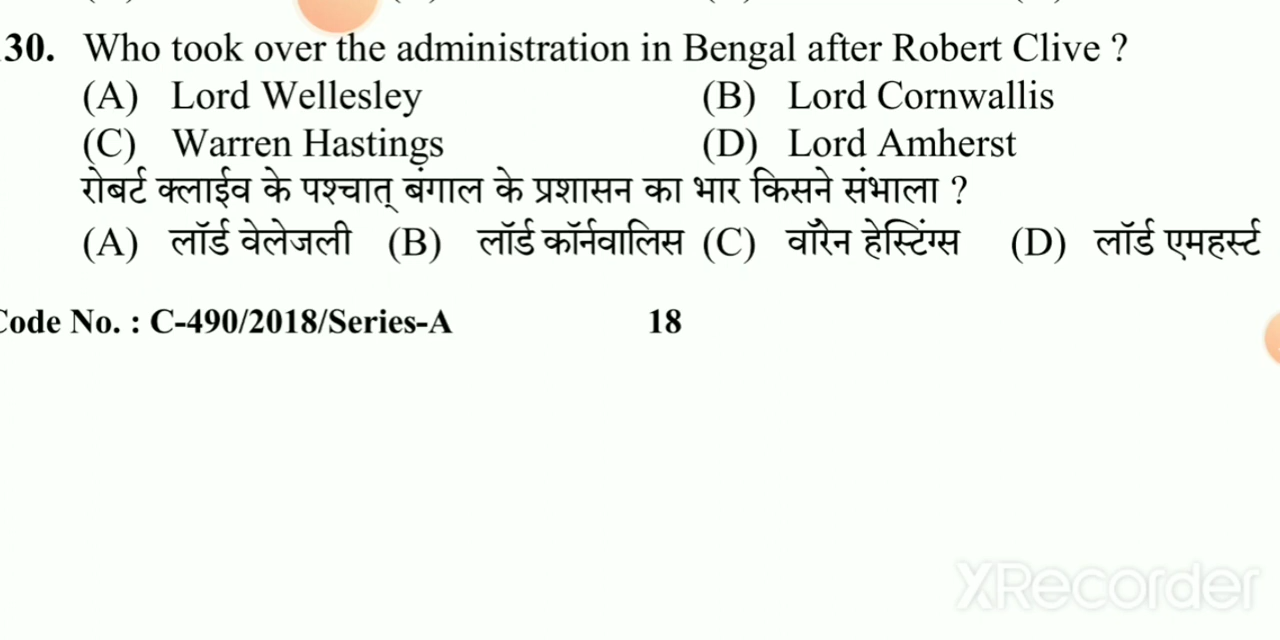 30. Who took over the administration in Bengal after Robert Clive ?
(A) Lord Wellesley (B) Lord Cornwallis
(C) Warren Hastings (D) Lord Amherst
रोबर्ट क्लाईव के पश्चात् बंगाल के प्रशासन का भार किसने संभाला ?
(A) लॉर्ड वेलेजली (B) लॉर्ड कॉर्नवालिस (C) वॉरेन हेस्टिंग्स (D) लॉर्ड एमहर्स्ट
Code No. : C-490/2018/Series-A 18
XRecorder